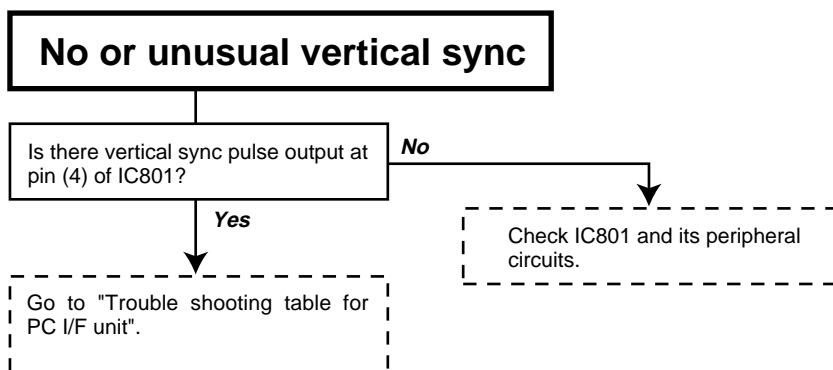 No or unusual vertical sync
Is there vertical sync pulse output at
pin (4) of IC801?
No
Yes
Check IC801 and its peripheral
circuits.
Go to "Trouble shooting table for
PC I/F unit".